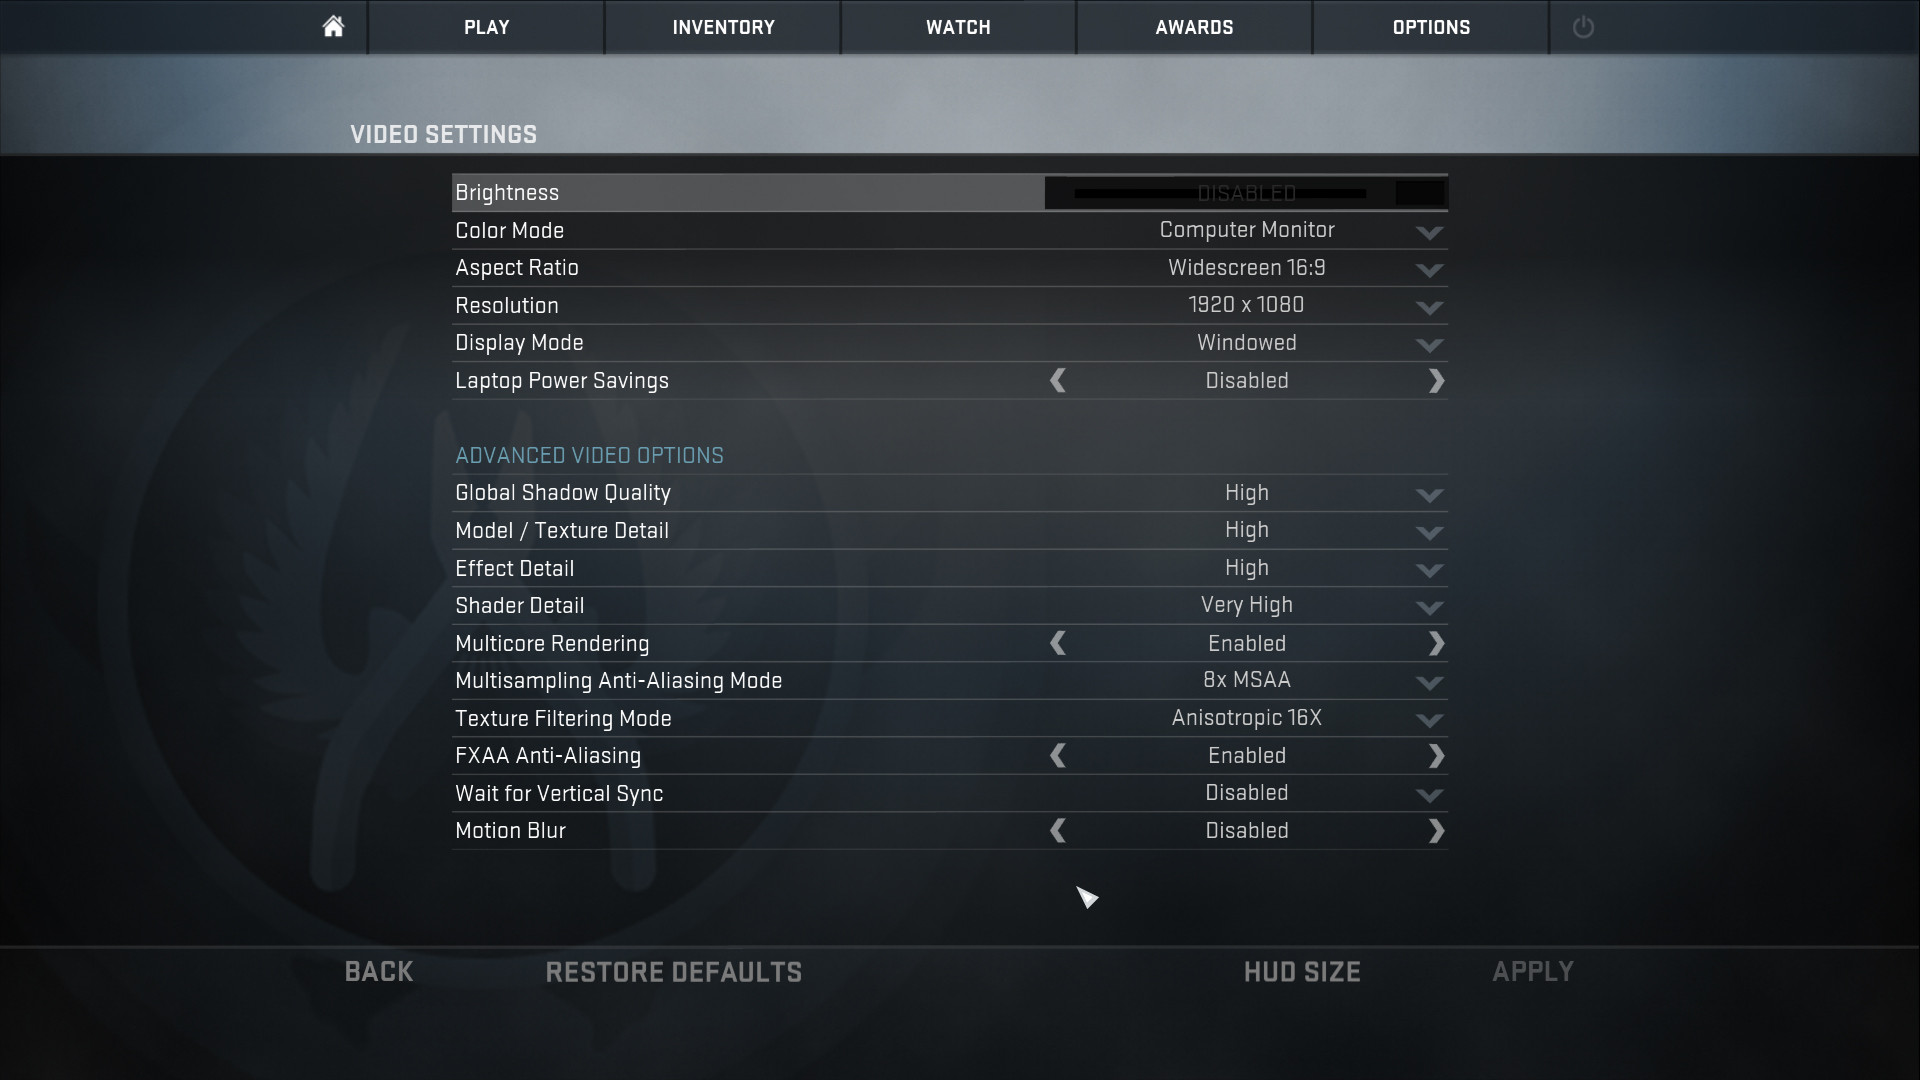 PLAY INVENTORY WATCH AWARDS OPTIONS
VIDEO SETTINGS
Brightness DISABLED
Color Mode Computer Monitor
Aspect Ratio Widescreen 16:9
Resolution 1920 x 1080
Display Mode Windowed
Laptop Power Savings Disabled
ADVANCED VIDEO OPTIONS
Global Shadow Quality High
Model / Texture Detail High
Effect Detail High
Shader Detail Very High
Multicore Rendering Enabled
Multisampling Anti-Aliasing Mode 8x MSAA
Texture Filtering Mode Anisotropic 16X
FXAA Anti-Aliasing Enabled
Wait for Vertical Sync Disabled
Motion Blur Disabled
BACK RESTORE DEFAULTS HUD SIZE APPLY